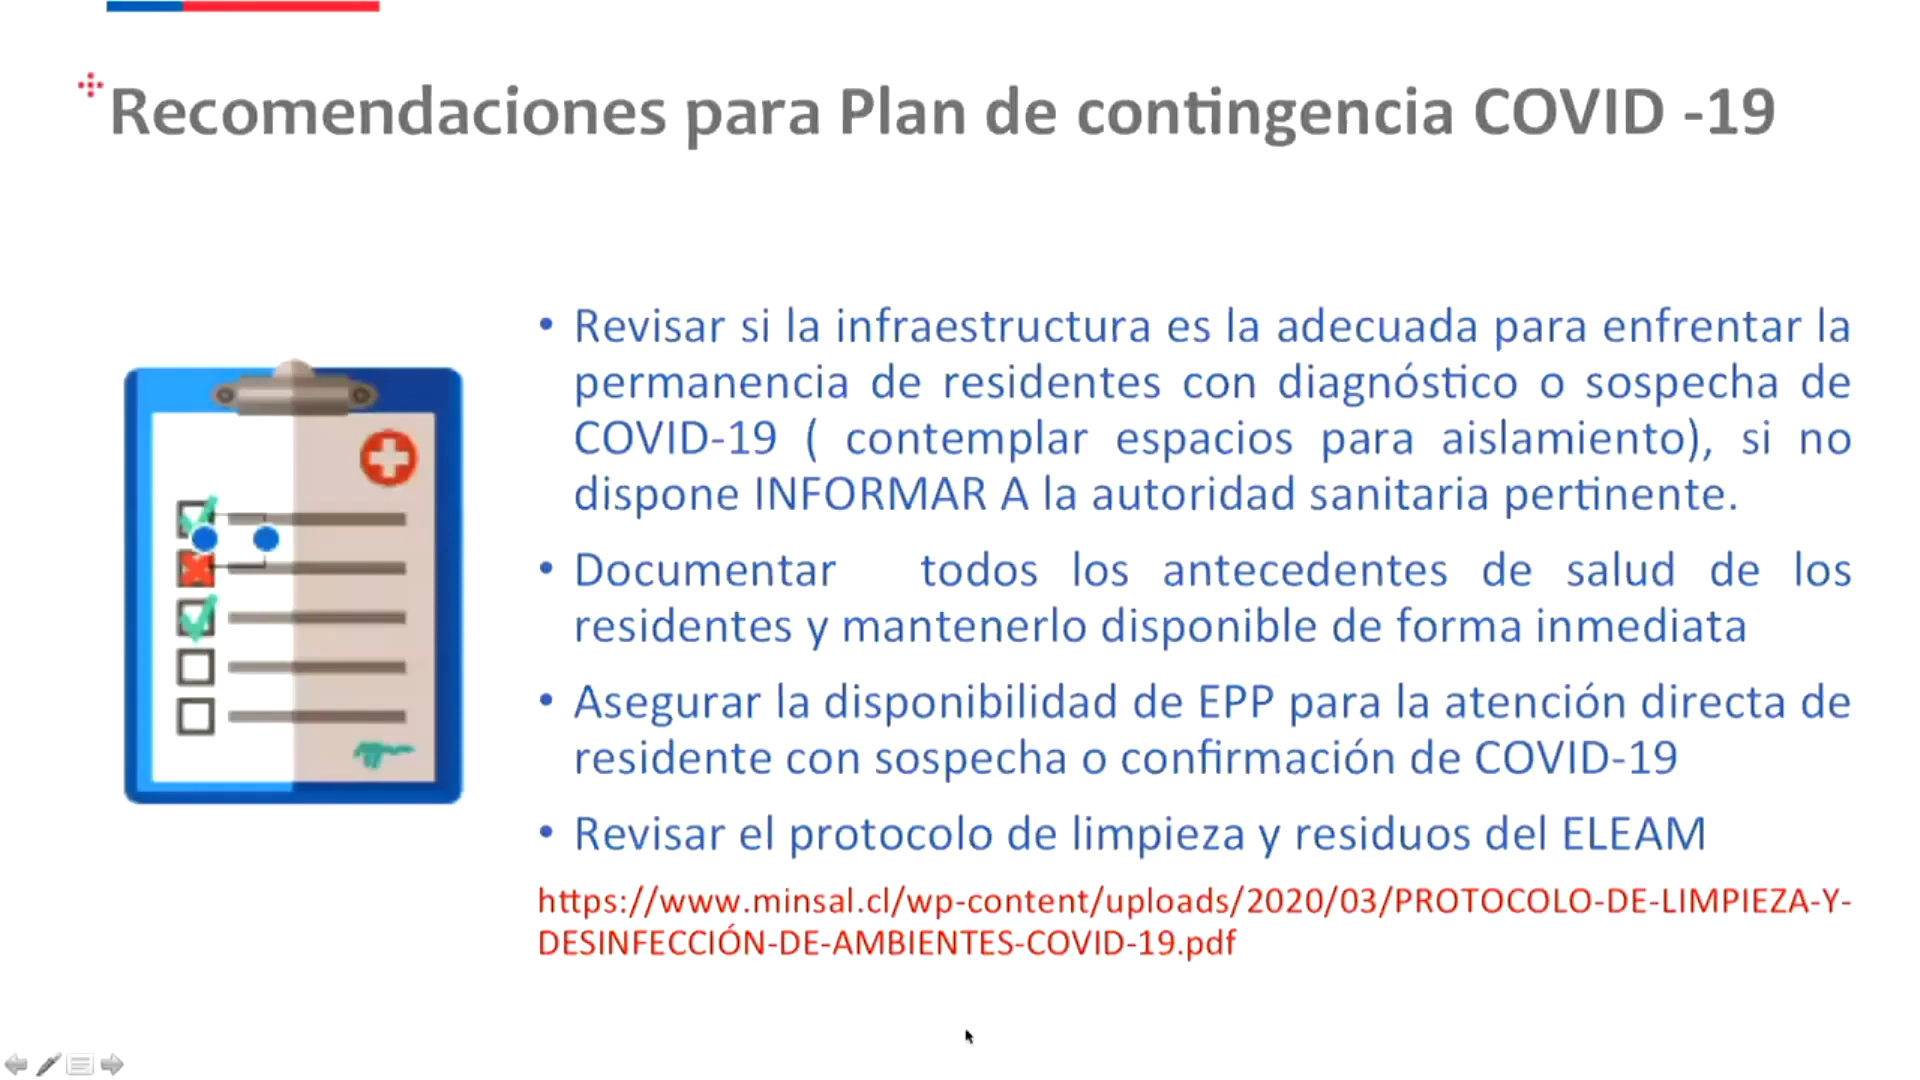 Recomendaciones para Plan de contingencia COVID -19
• Revisar si la infraestructura es la adecuada para enfrentar la
permanencia de residentes con diagnóstico o sospecha de
COVID-19 ( contemplar espacios para aislamiento), si no
dispone INFORMAR A la autoridad sanitaria pertinente.
• Documentar todos los antecedentes de salud de los
residentes y mantenerlo disponible de forma inmediata
• Asegurar la disponibilidad de EPP para la atención directa de
residente con sospecha o confirmación de COVID-19
• Revisar el protocolo de limpieza y residuos del ELEAM
https://www.minsal.cl/wp-content/uploads/2020/03/PROTOCOLO-DE-LIMPIEZA-Y-
DESINFECCIÓN-DE-AMBIENTES-COVID-19.pdf